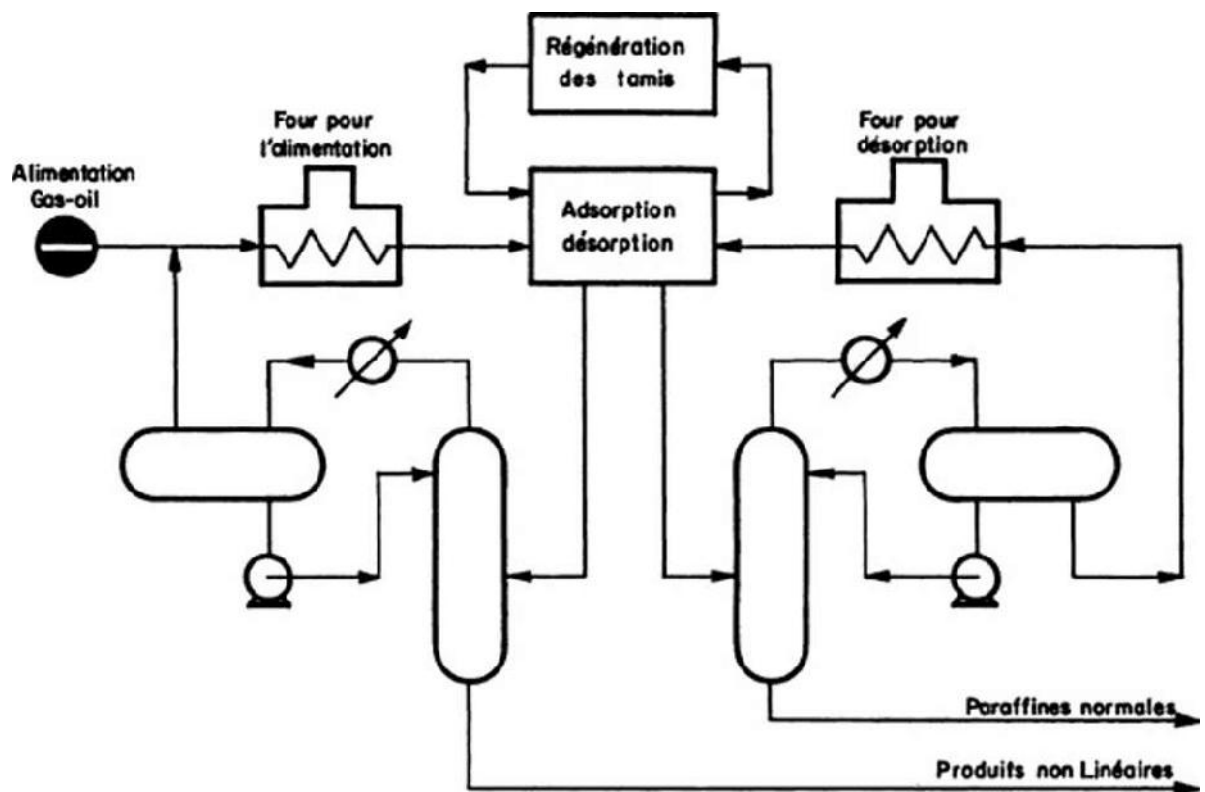 Régénération
des tamis
Four pour
l'alimentation
Four pour
désorption
Alimentation
Gas-oil
Adsorption
désorption
Paraffines normales
Produits non Linéaires